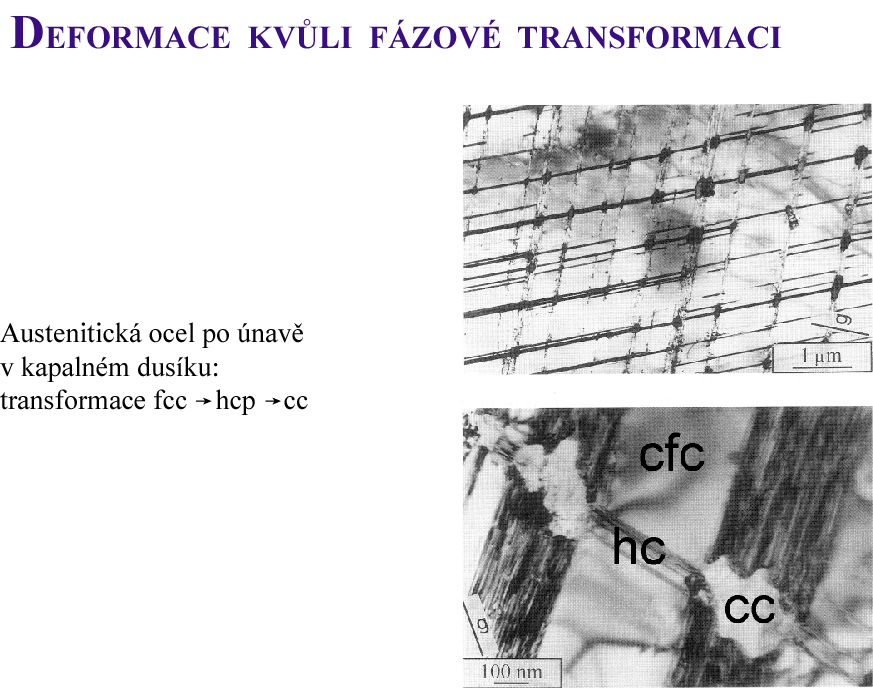 DEFORMACE KVŮLI FÁZOVÉ TRANSFORMACI
g
1 µm
Austenitická ocel po únavě
v kapalném dusíku:
transformace fcc →hcp →cc
cfc
hc
cc
g
100 nm